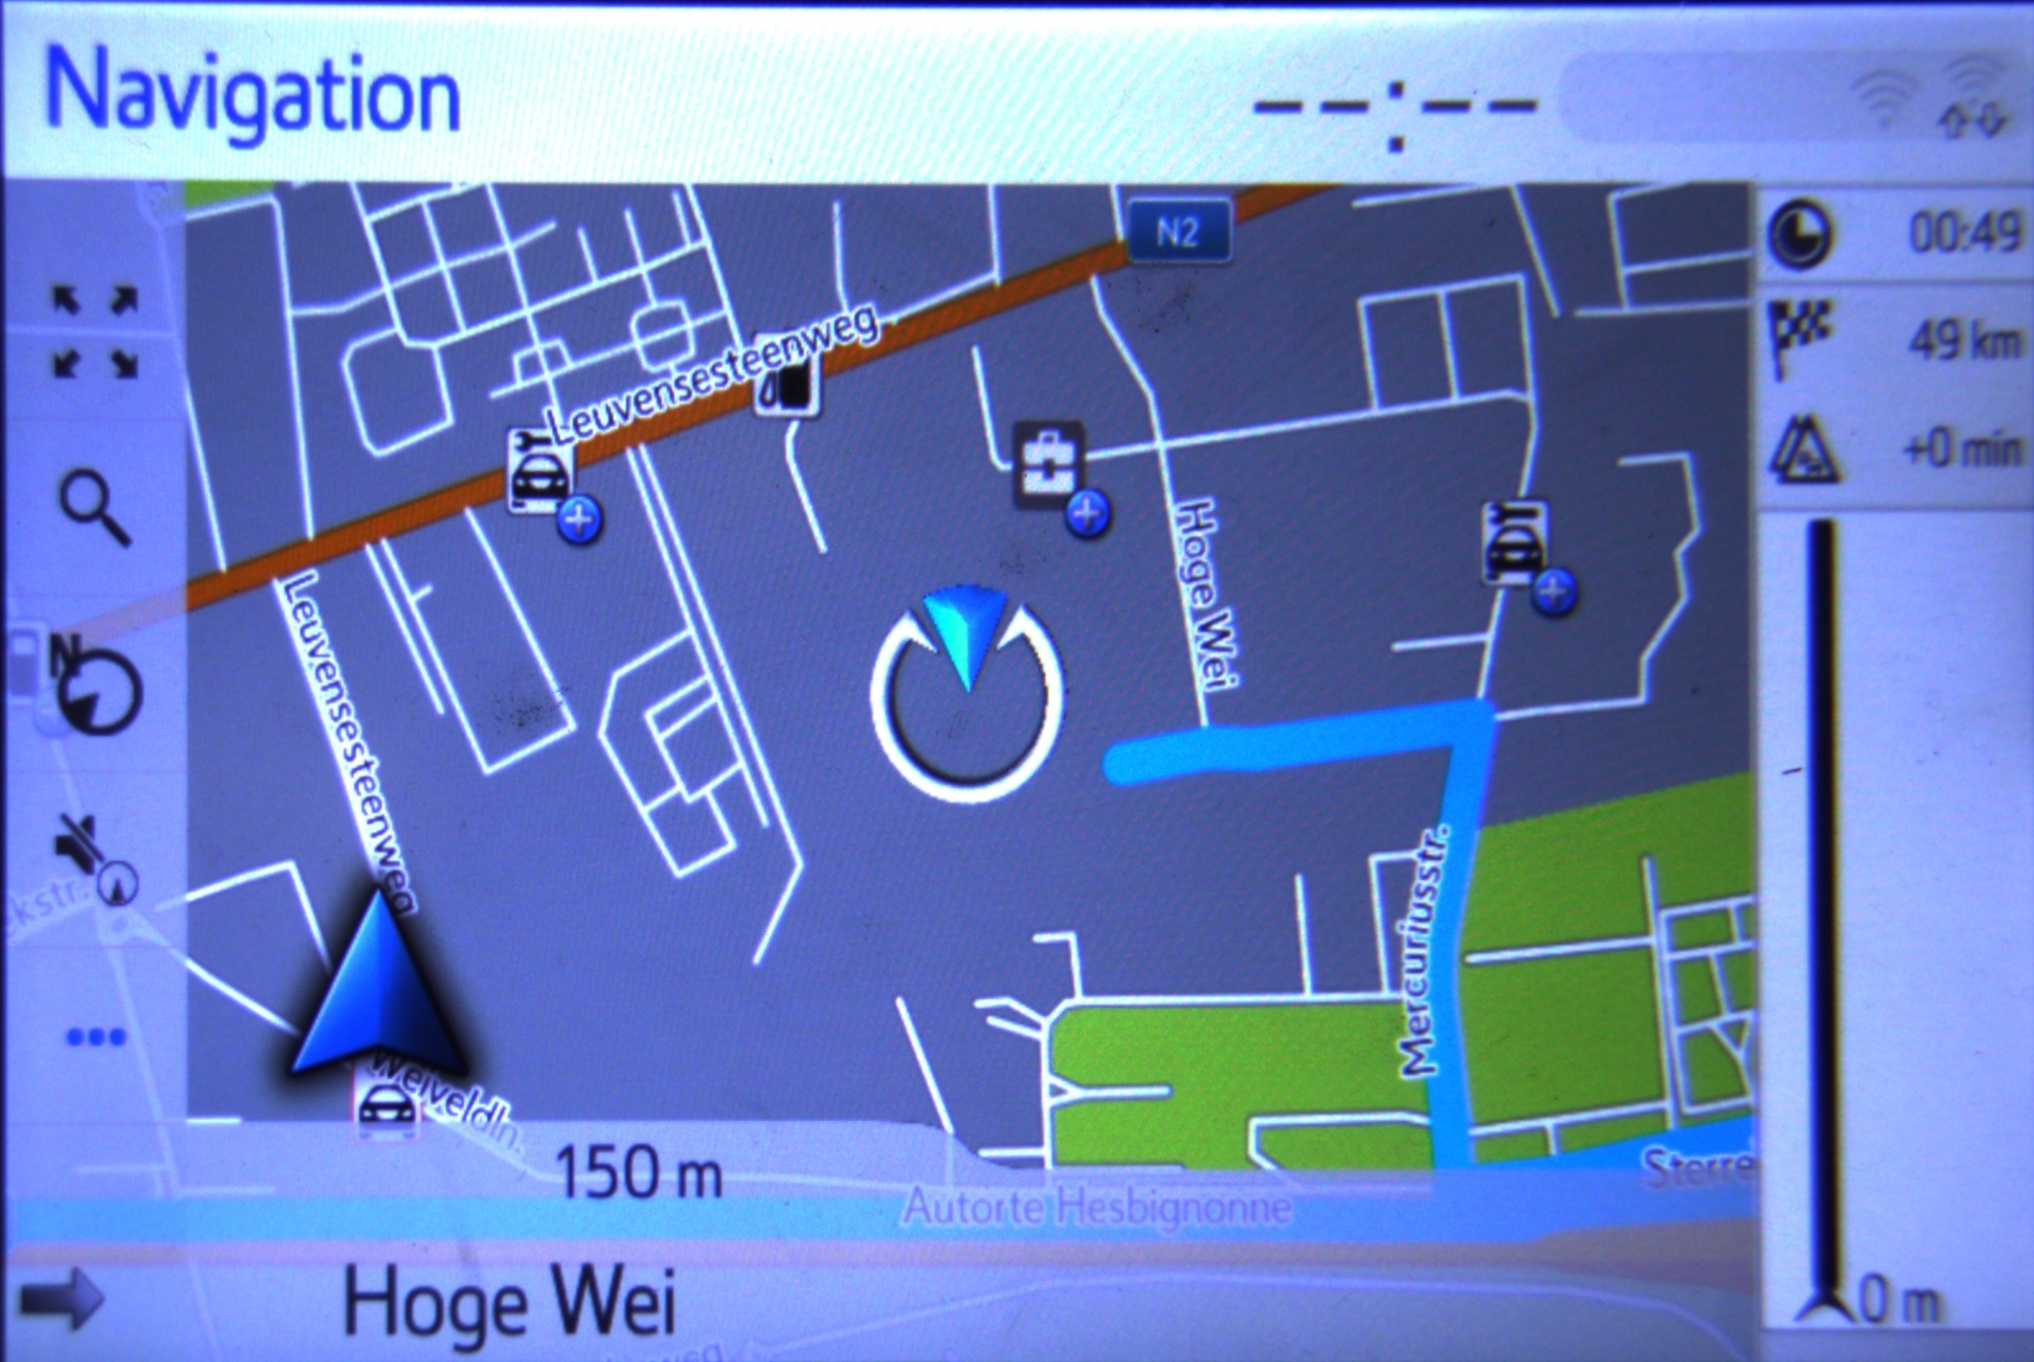 Navigation
--:--
N2
00:49
49 km
+0 min
Leuvensesteenweg
Hoge Wei
Leuvensesteenweg
N
Mercuriusstr.
Weiveldln.
150 m
Autorte Hesbignonne
Hoge Wei
0 m